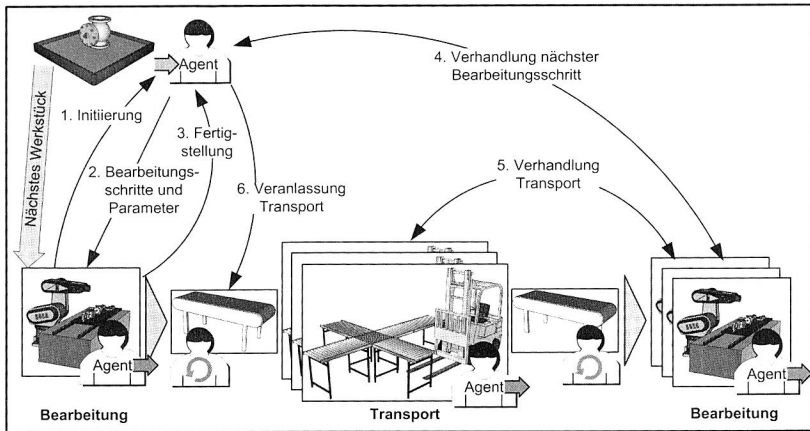 Agent
1. Initiierung
2. Bearbeitungs-
schritte und
Parameter
3. Fertig-
stellung
4. Verhandlung nächster
Bearbeitungsschritt
5. Verhandlung
Transport
6. Veranlassung
Transport
Nächstes Werkstück
Agent
Agent
Agent
Bearbeitung
Transport
Bearbeitung